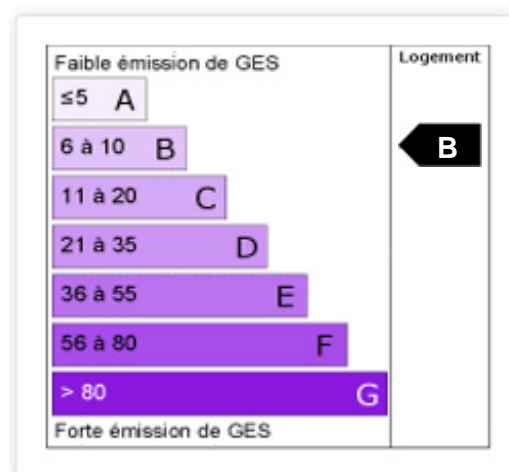 Faible émission de GES
Logement
≤5 A
6 à 10 B
B
11 à 20 C
21 à 35 D
36 à 55 E
56 à 80 F
> 80 G
Forte émission de GES